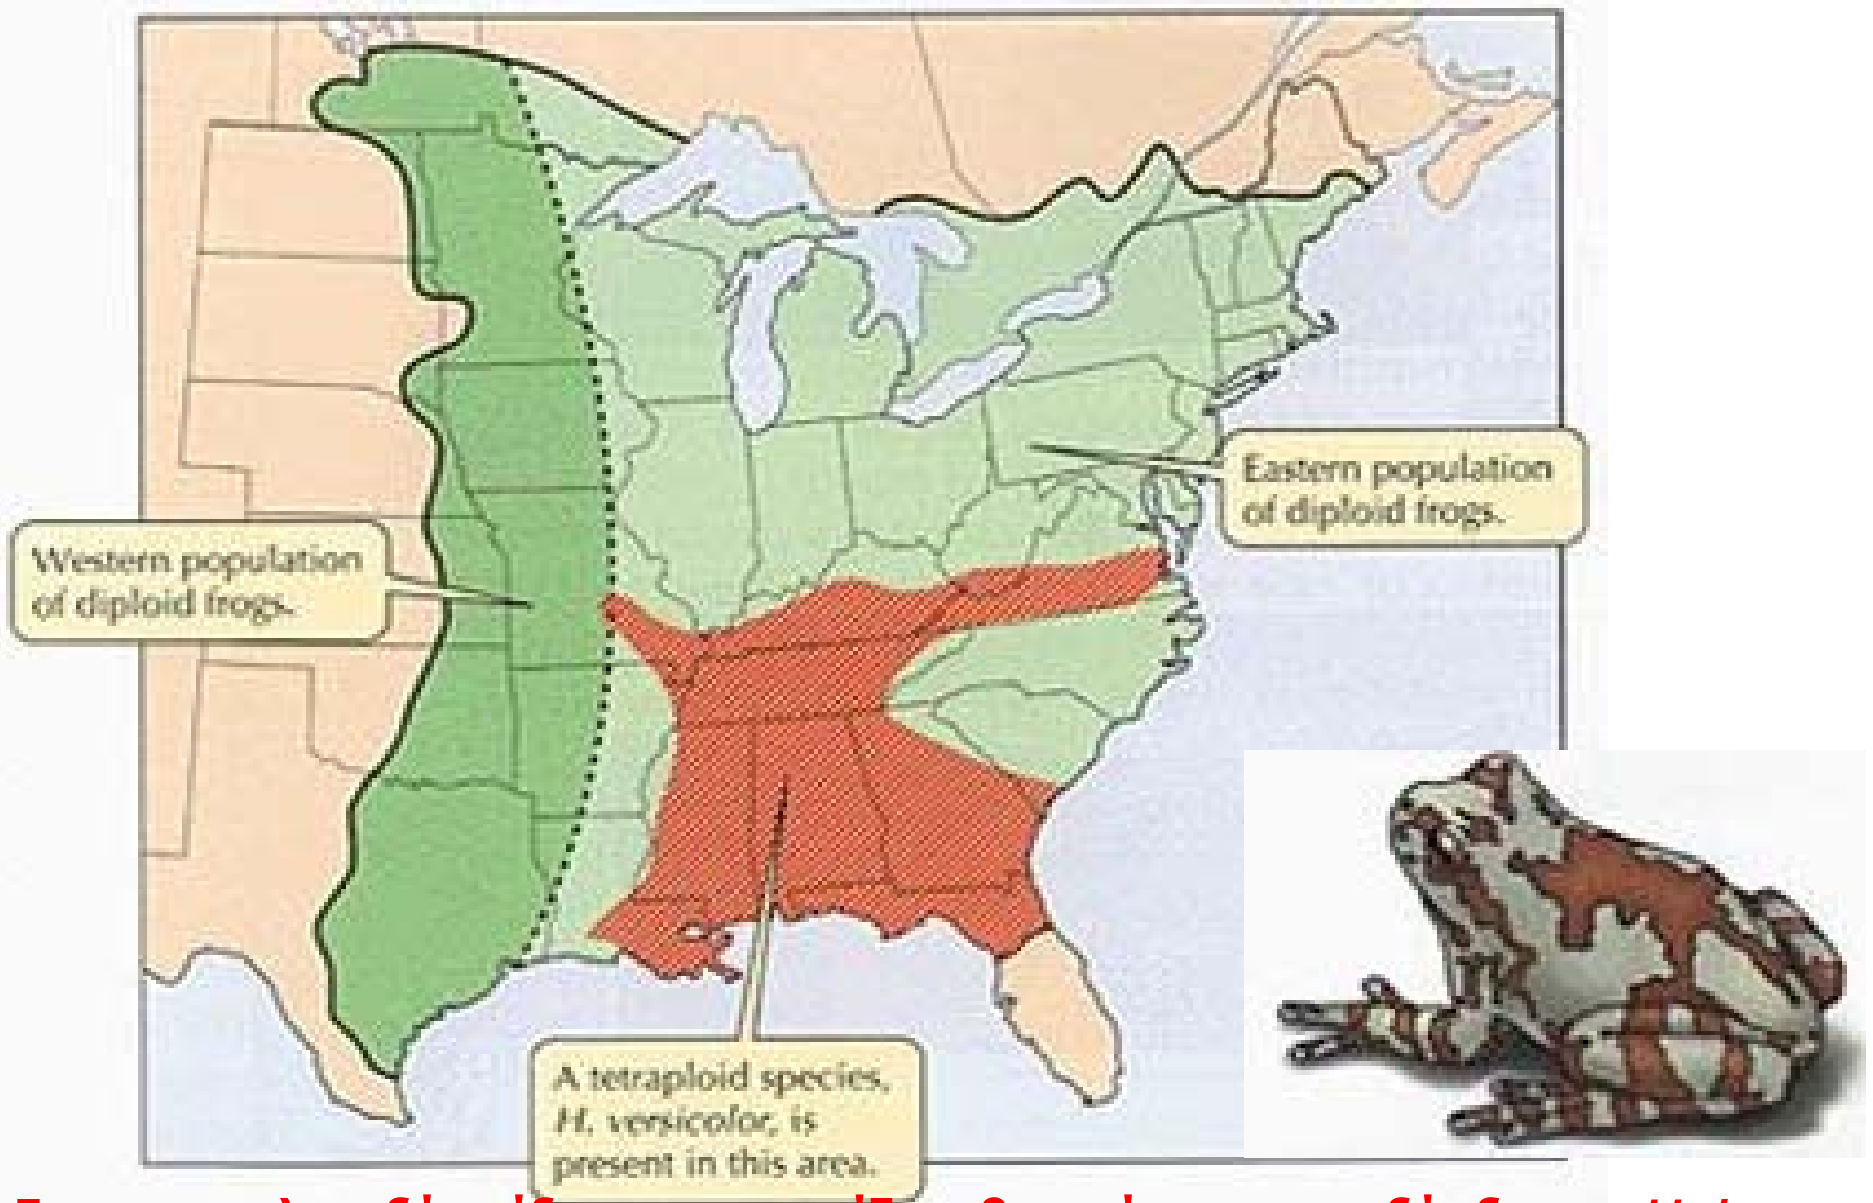 Eastern population
of diploid frogs.
Western population
of diploid frogs.
A tetraploid species,
H. versicolor, is
present in this area.